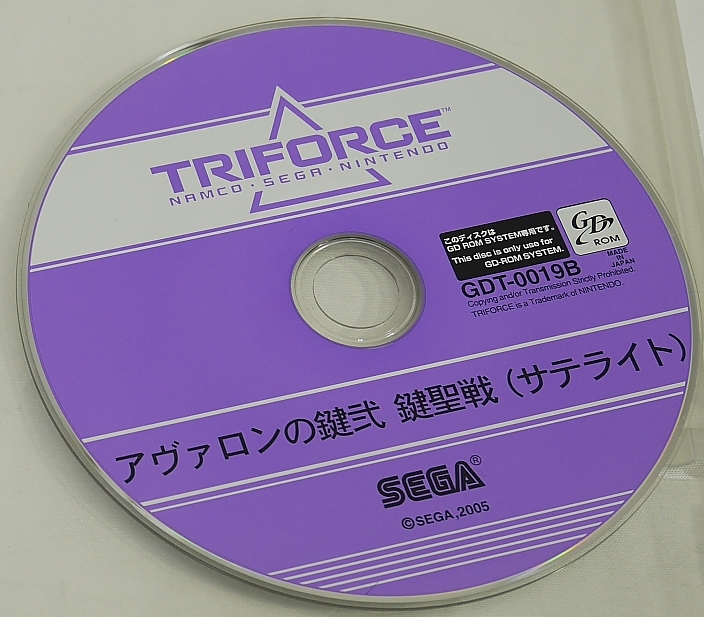 TRIFORCE™
NAMCO・SEGA・NINTENDO
このディスクは
GD ROM SYSTEM専用です。
This disc is only use for
GD-ROM SYSTEM.
GD
ROM
MADE
IN
JAPAN
GDT-0019B
Copying and/or Transmission Strictly Prohibited.
TRIFORCE is a Trademark of NINTENDO.
アヴァロンの鍵弐 鍵聖戦(サテライト)
SEGA®
©SEGA,2005